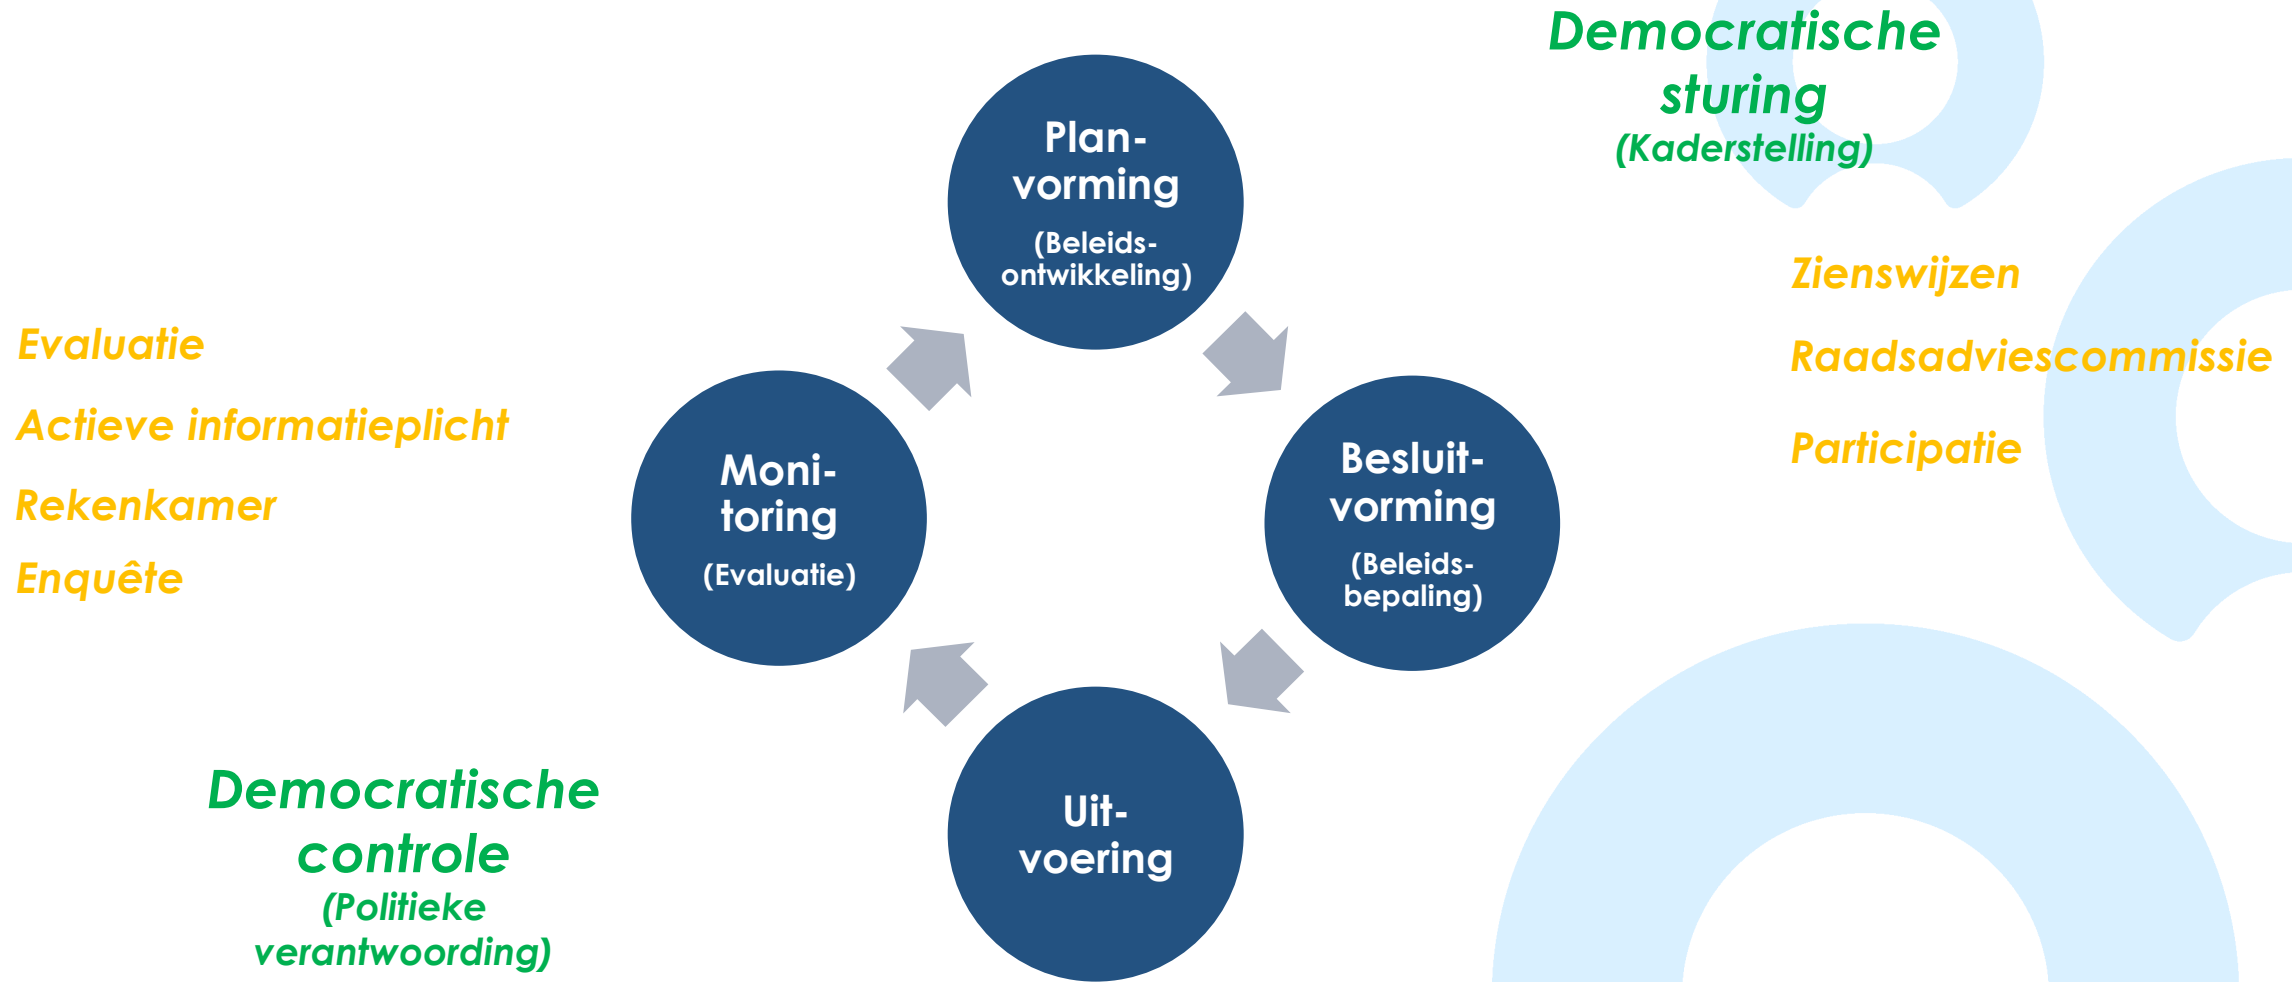 Democratische
sturing
(Kaderstelling)
Plan-
vorming
(Beleids-
ontwikkeling)
Zienswijzen
Raadsadviescommissie
Participatie
Evaluatie
Actieve informatieplicht
Rekenkamer
Enquête
Moni-
toring
(Evaluatie)
Besluit-
vorming
(Beleids-
bepaling)
Uit-
voering
Democratische
controle
(Politieke
verantwoording)